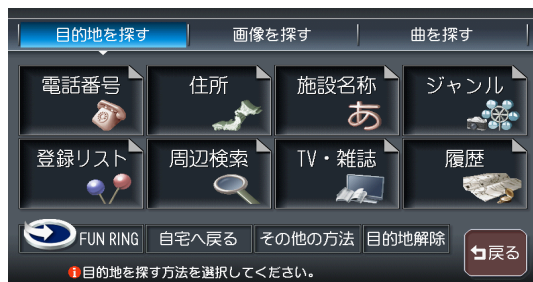 目的地を探す 画像を探す 曲を探す
電話番号 住所 施設名称 ジャンル
あ
登録リスト 周辺検索 TV・雑誌 履歴
FUN RING 自宅へ戻る その他の方法 目的地解除 戻る
目的地を探す方法を選択してください。